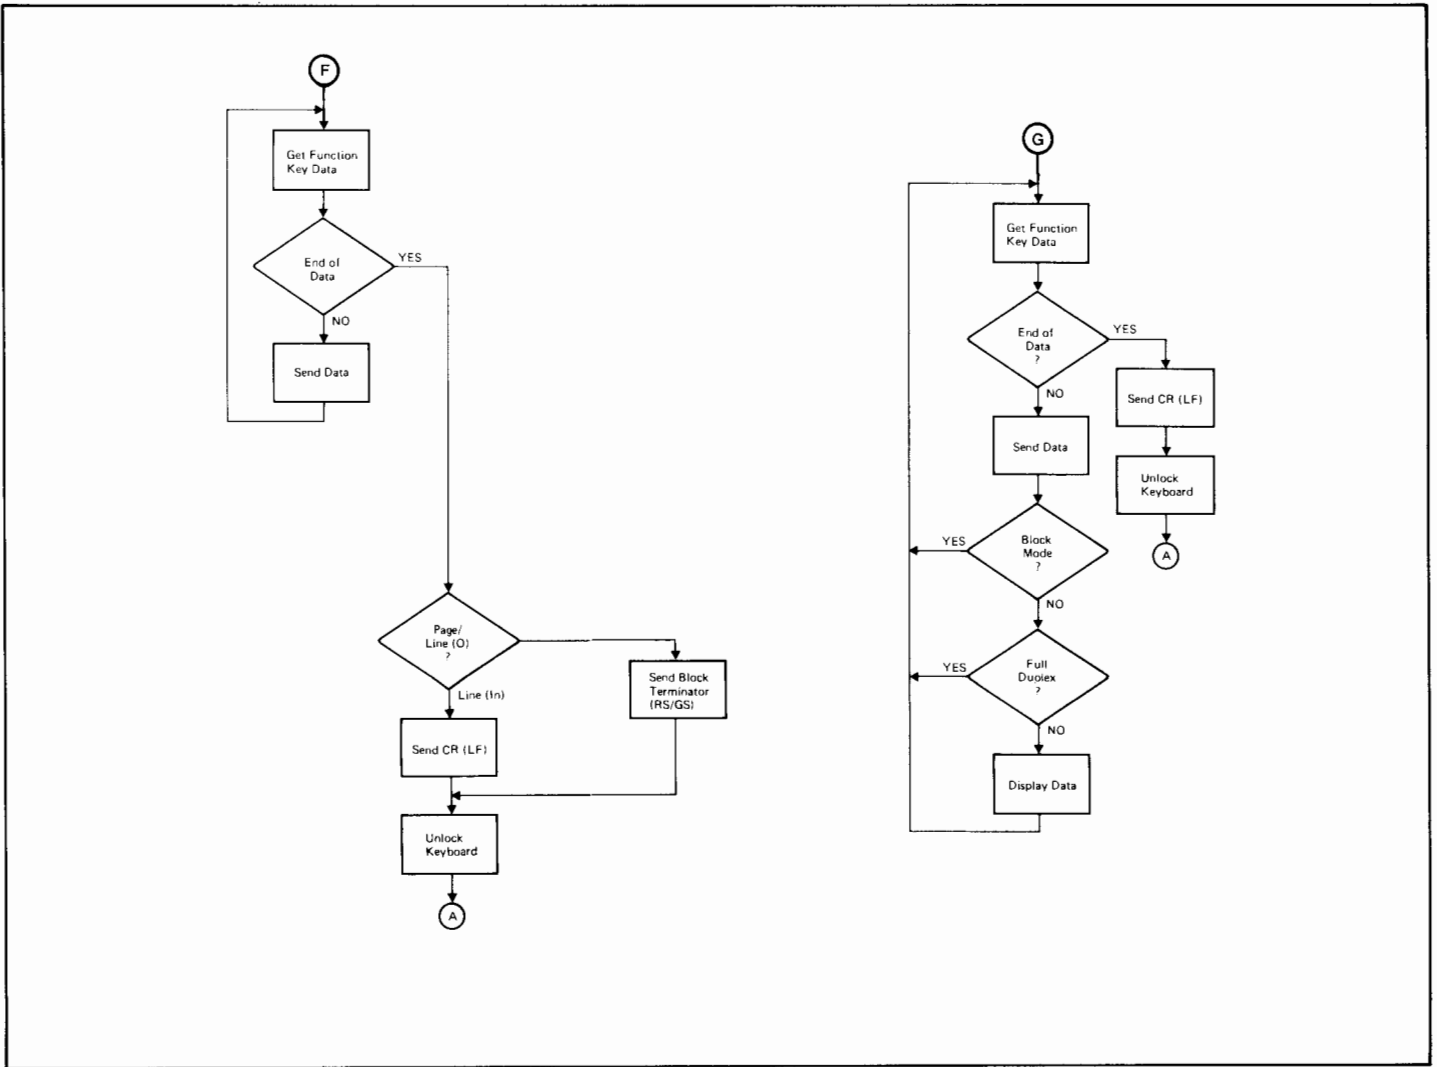 F
Get Function
Key Data
End of
Data
YES
NO
Send Data
Page/
Line (O)
?
Line (In)
Send Block
Terminator
(RS/GS)
Send CR (LF)
Unlock
Keyboard
A
G
Get Function
Key Data
End of
Data
?
YES
NO
Send CR (LF)
Send Data
Unlock
Keyboard
A
YES
Block
Mode
?
NO
YES
Full
Duplex
?
NO
Display Data